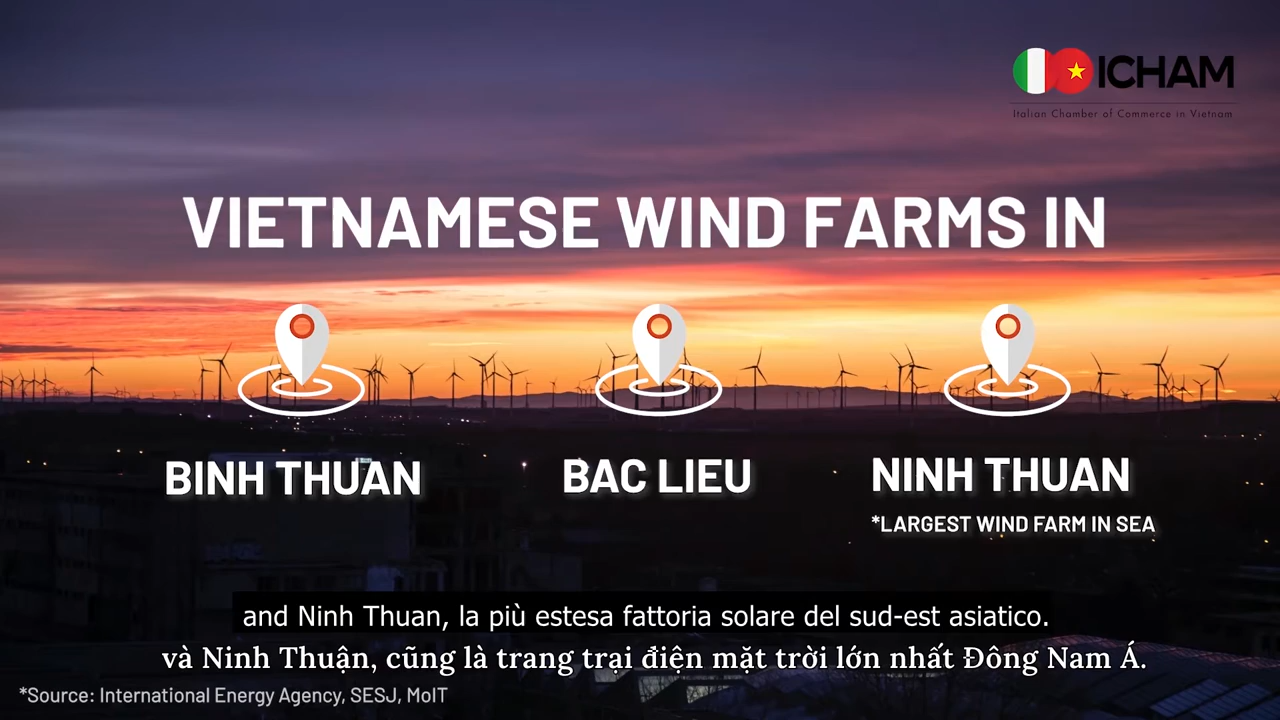 ICHAM
Italian Chamber of Commerce in Vietnam
VIETNAMESE WIND FARMS IN
BINH THUAN
BAC LIEU
NINH THUAN
*LARGEST WIND FARM IN SEA
and Ninh Thuan, la più estesa fattoria solare del sud-est asiatico.
và Ninh Thuận, cũng là trang trại điện mặt trời lớn nhất Đông Nam Á.
*Source: International Energy Agency, SESJ, MoIT